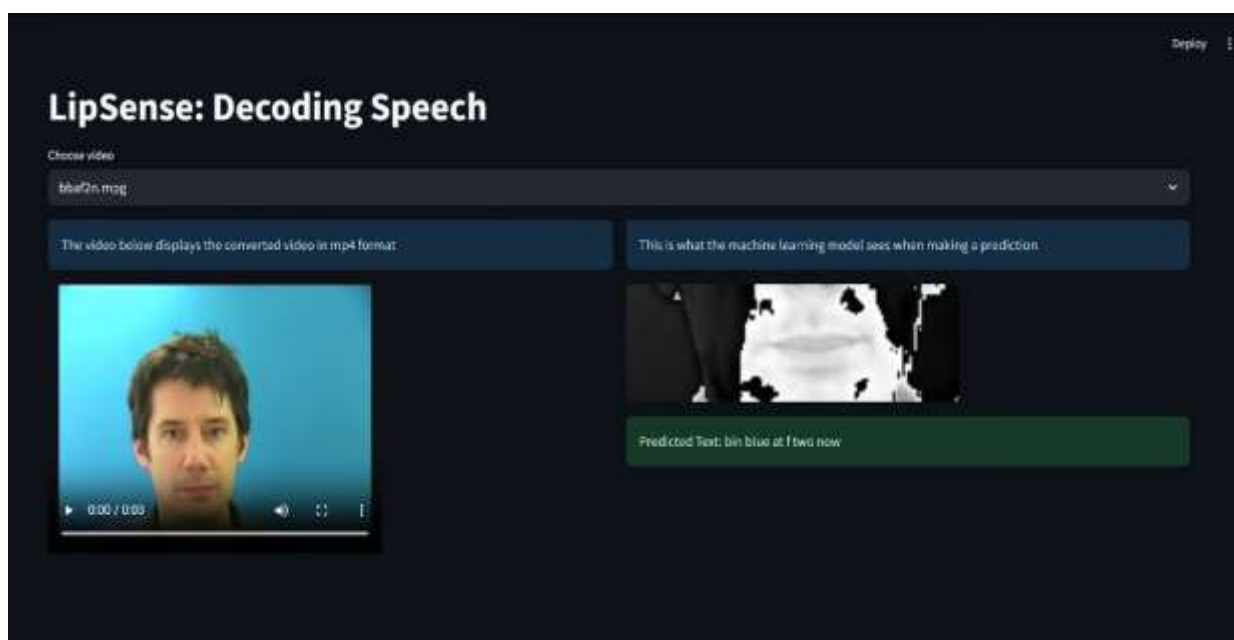 Deploy
LipSense: Decoding Speech
Choose video
bbaf2n.mpg
The video below displays the converted video in mp4 format
This is what the machine learning model sees when making a prediction
0:00 / 0:03
Predicted Text: bin blue at f two now